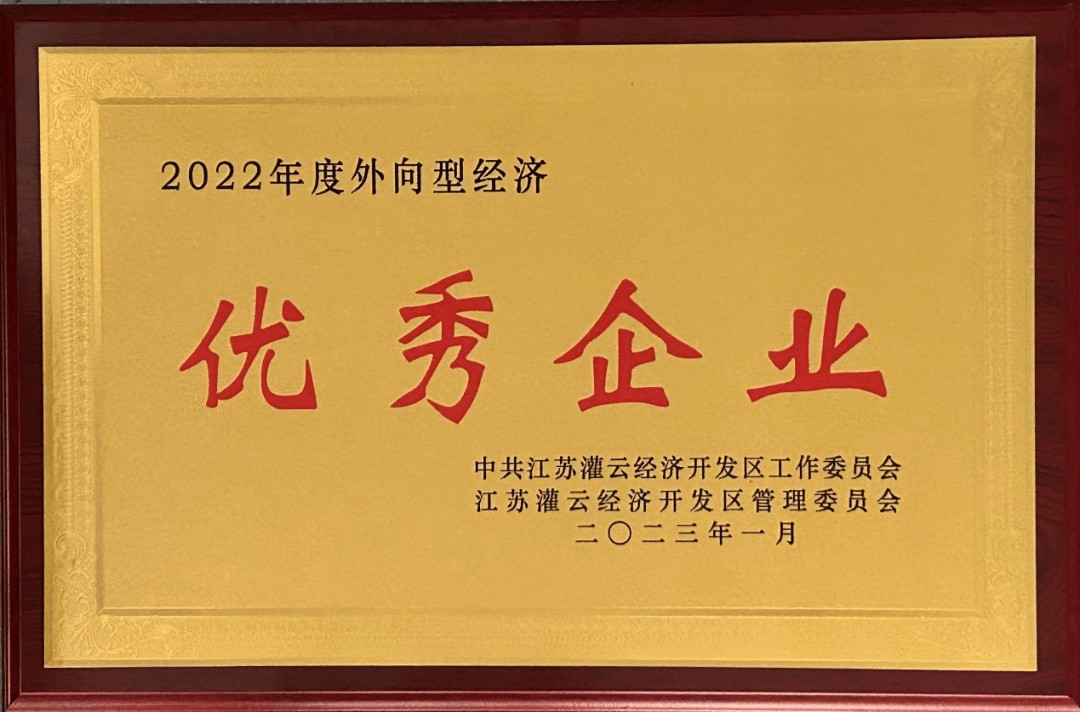 2022年度外向型经济
优秀企业
中共江苏灌云经济开发区工作委员会
江苏灌云经济开发区管理委员会
二〇二三年一月